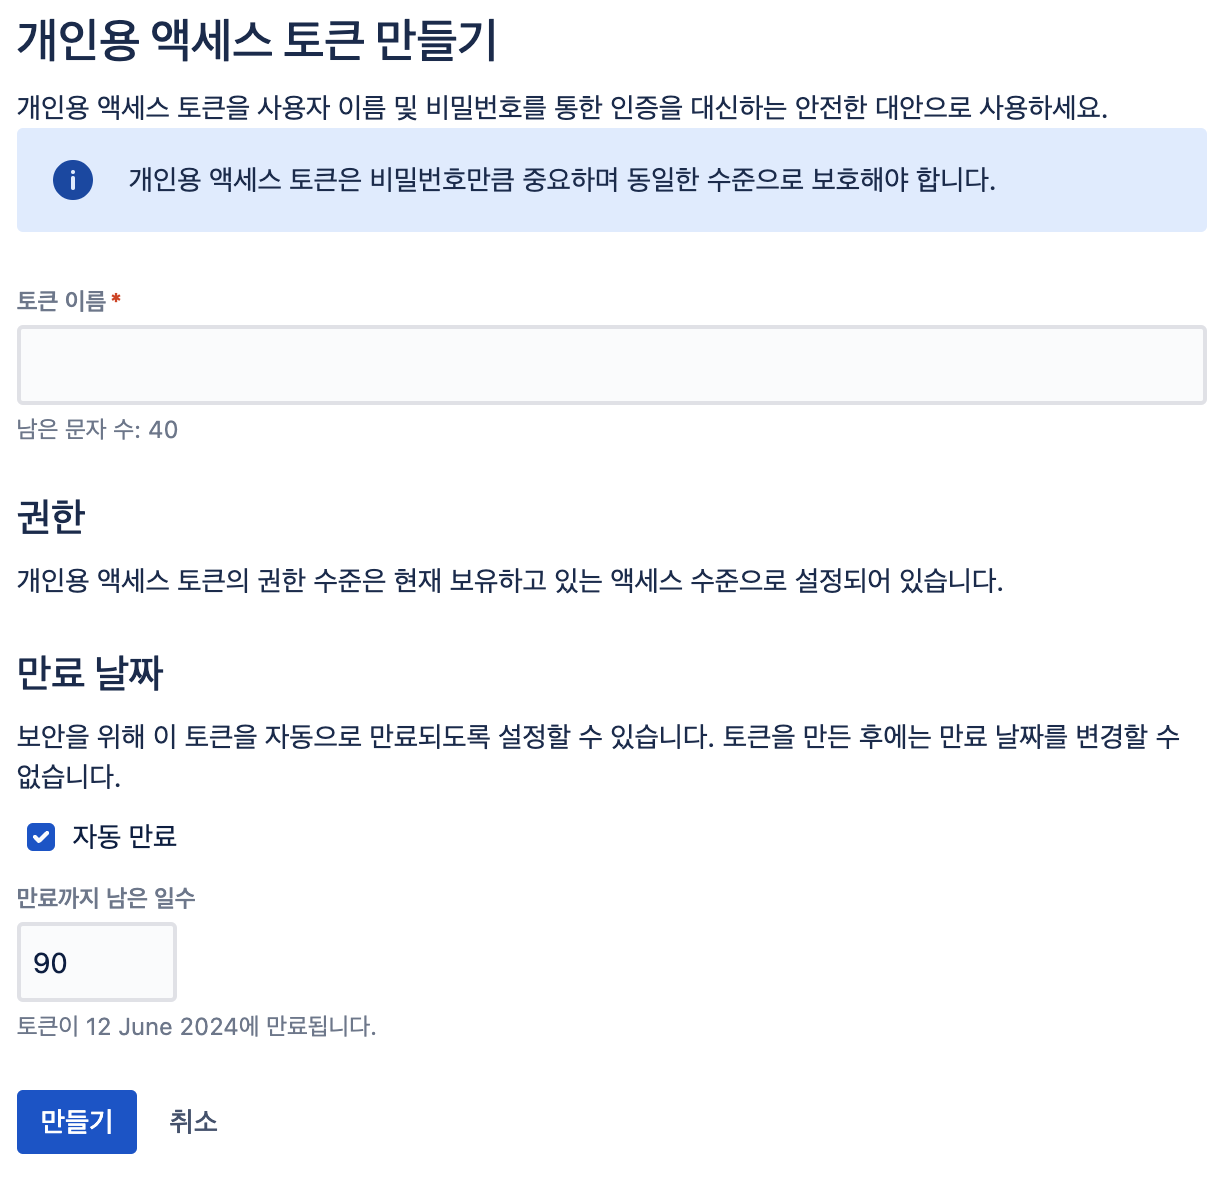 개인용 액세스 토큰 만들기
개인용 액세스 토큰을 사용자 이름 및 비밀번호를 통한 인증을 대신하는 안전한 대안으로 사용하세요.
개인용 액세스 토큰은 비밀번호만큼 중요하며 동일한 수준으로 보호해야 합니다.
토큰 이름*
남은 문자 수: 40
권한
개인용 액세스 토큰의 권한 수준은 현재 보유하고 있는 액세스 수준으로 설정되어 있습니다.
만료 날짜
보안을 위해 이 토큰을 자동으로 만료되도록 설정할 수 있습니다. 토큰을 만든 후에는 만료 날짜를 변경할 수
없습니다.
자동 만료
만료까지 남은 일수
90
토큰이 12 June 2024에 만료됩니다.
만들기 취소